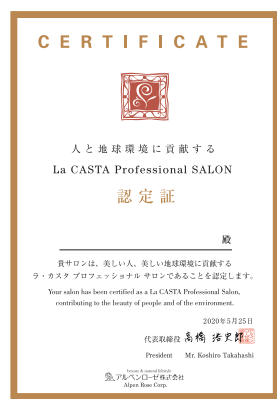 CERTIFICATE
人と地球環境に貢献する
La CASTA Professional SALON
認定証
殿
貴サロンは、美しい人、美しい地球環境に貢献する
ラ・カスタ プロフェッショナル サロンであることを認定します。
Your salon has been certified as a La CASTA Professional Salon,
contributing to the beauty of people and of the environment.
2020年5月25日
代表取締役 高橋 浩史郎
President Mr. Koshiro Takahashi
beauty & natural lifestyle
アルペンローゼ株式会社
Alpen Rose Corp.